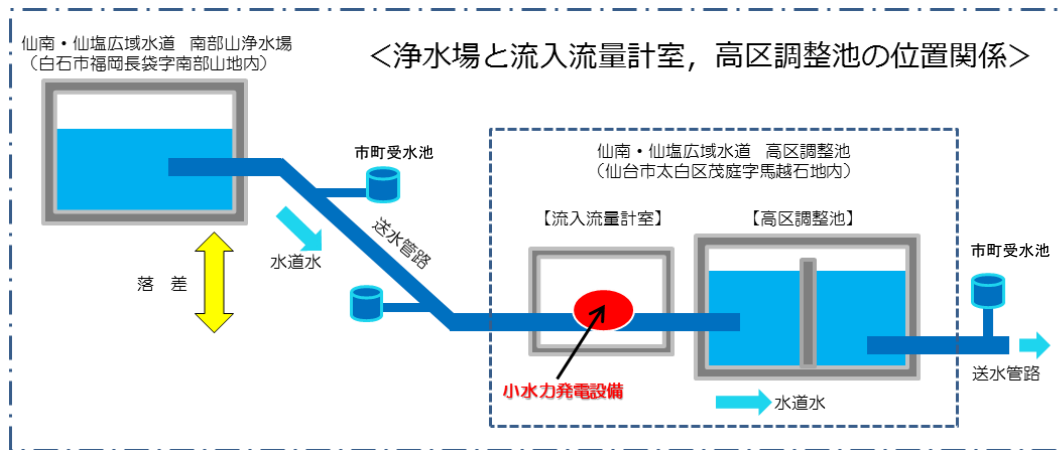 仙南・仙塩広域水道　南部山浄水場
（白石市福岡長袋字南部山地内）
＜浄水場と流入流量計室，高区調整池の位置関係＞
市町受水池
仙南・仙塩広域水道　高区調整池
（仙台市太白区茂庭字馬越石地内）
【流入流量計室】
【高区調整池】
送水管路
水道水
落　差
市町受水池
小水力発電設備
水道水
送水管路